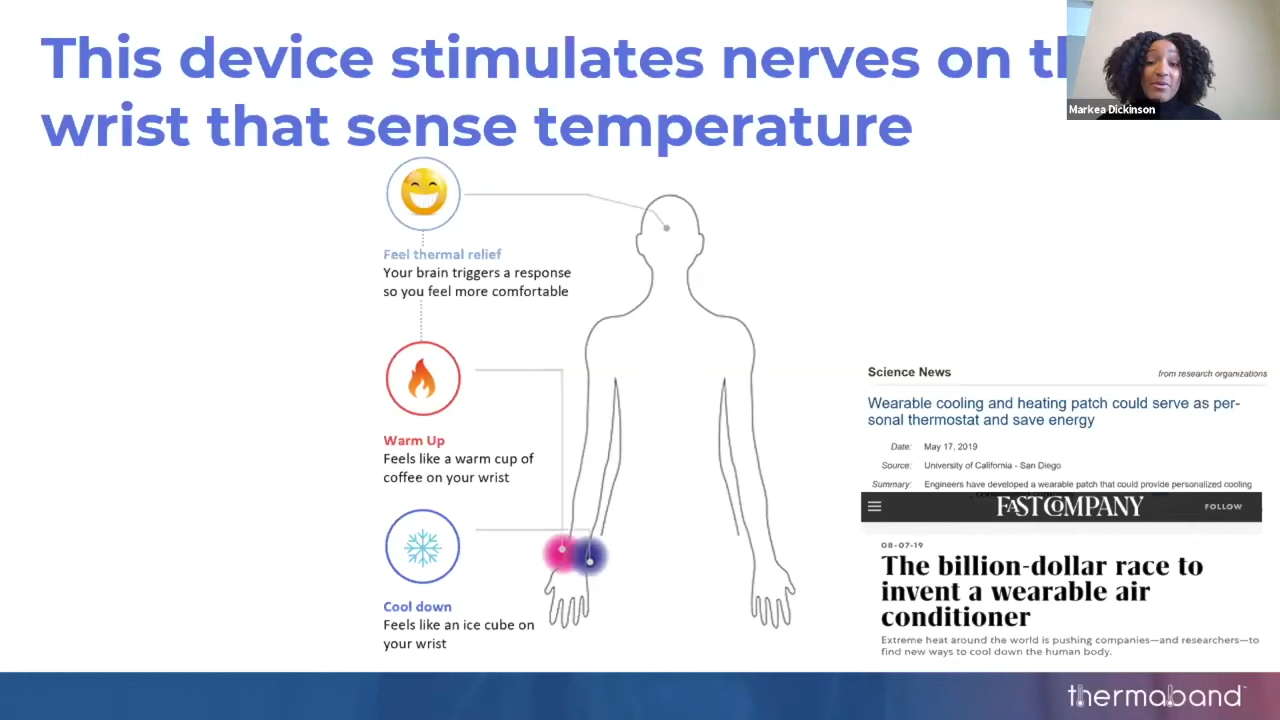 This device stimulates nerves on th
wrist that sense temperature
Markea Dickinson
Feel thermal relief
Your brain triggers a response
so you feel more comfortable
Warm Up
Feels like a warm cup of
coffee on your wrist
Cool down
Feels like an ice cube on
your wrist
Science News
from research organizations
Wearable cooling and heating patch could serve as per-
sonal thermostat and save energy
Date: May 17, 2019
Source: University of California - San Diego
Summary: Engineers have developed a wearable patch that could provide personalized cooling
FAST COMPANY
FOLLOW
08-07-19
The billion-dollar race to
invent a wearable air
conditioner
Extreme heat around the world is pushing companies—and researchers—to
find new ways to cool down the human body.
thermaband